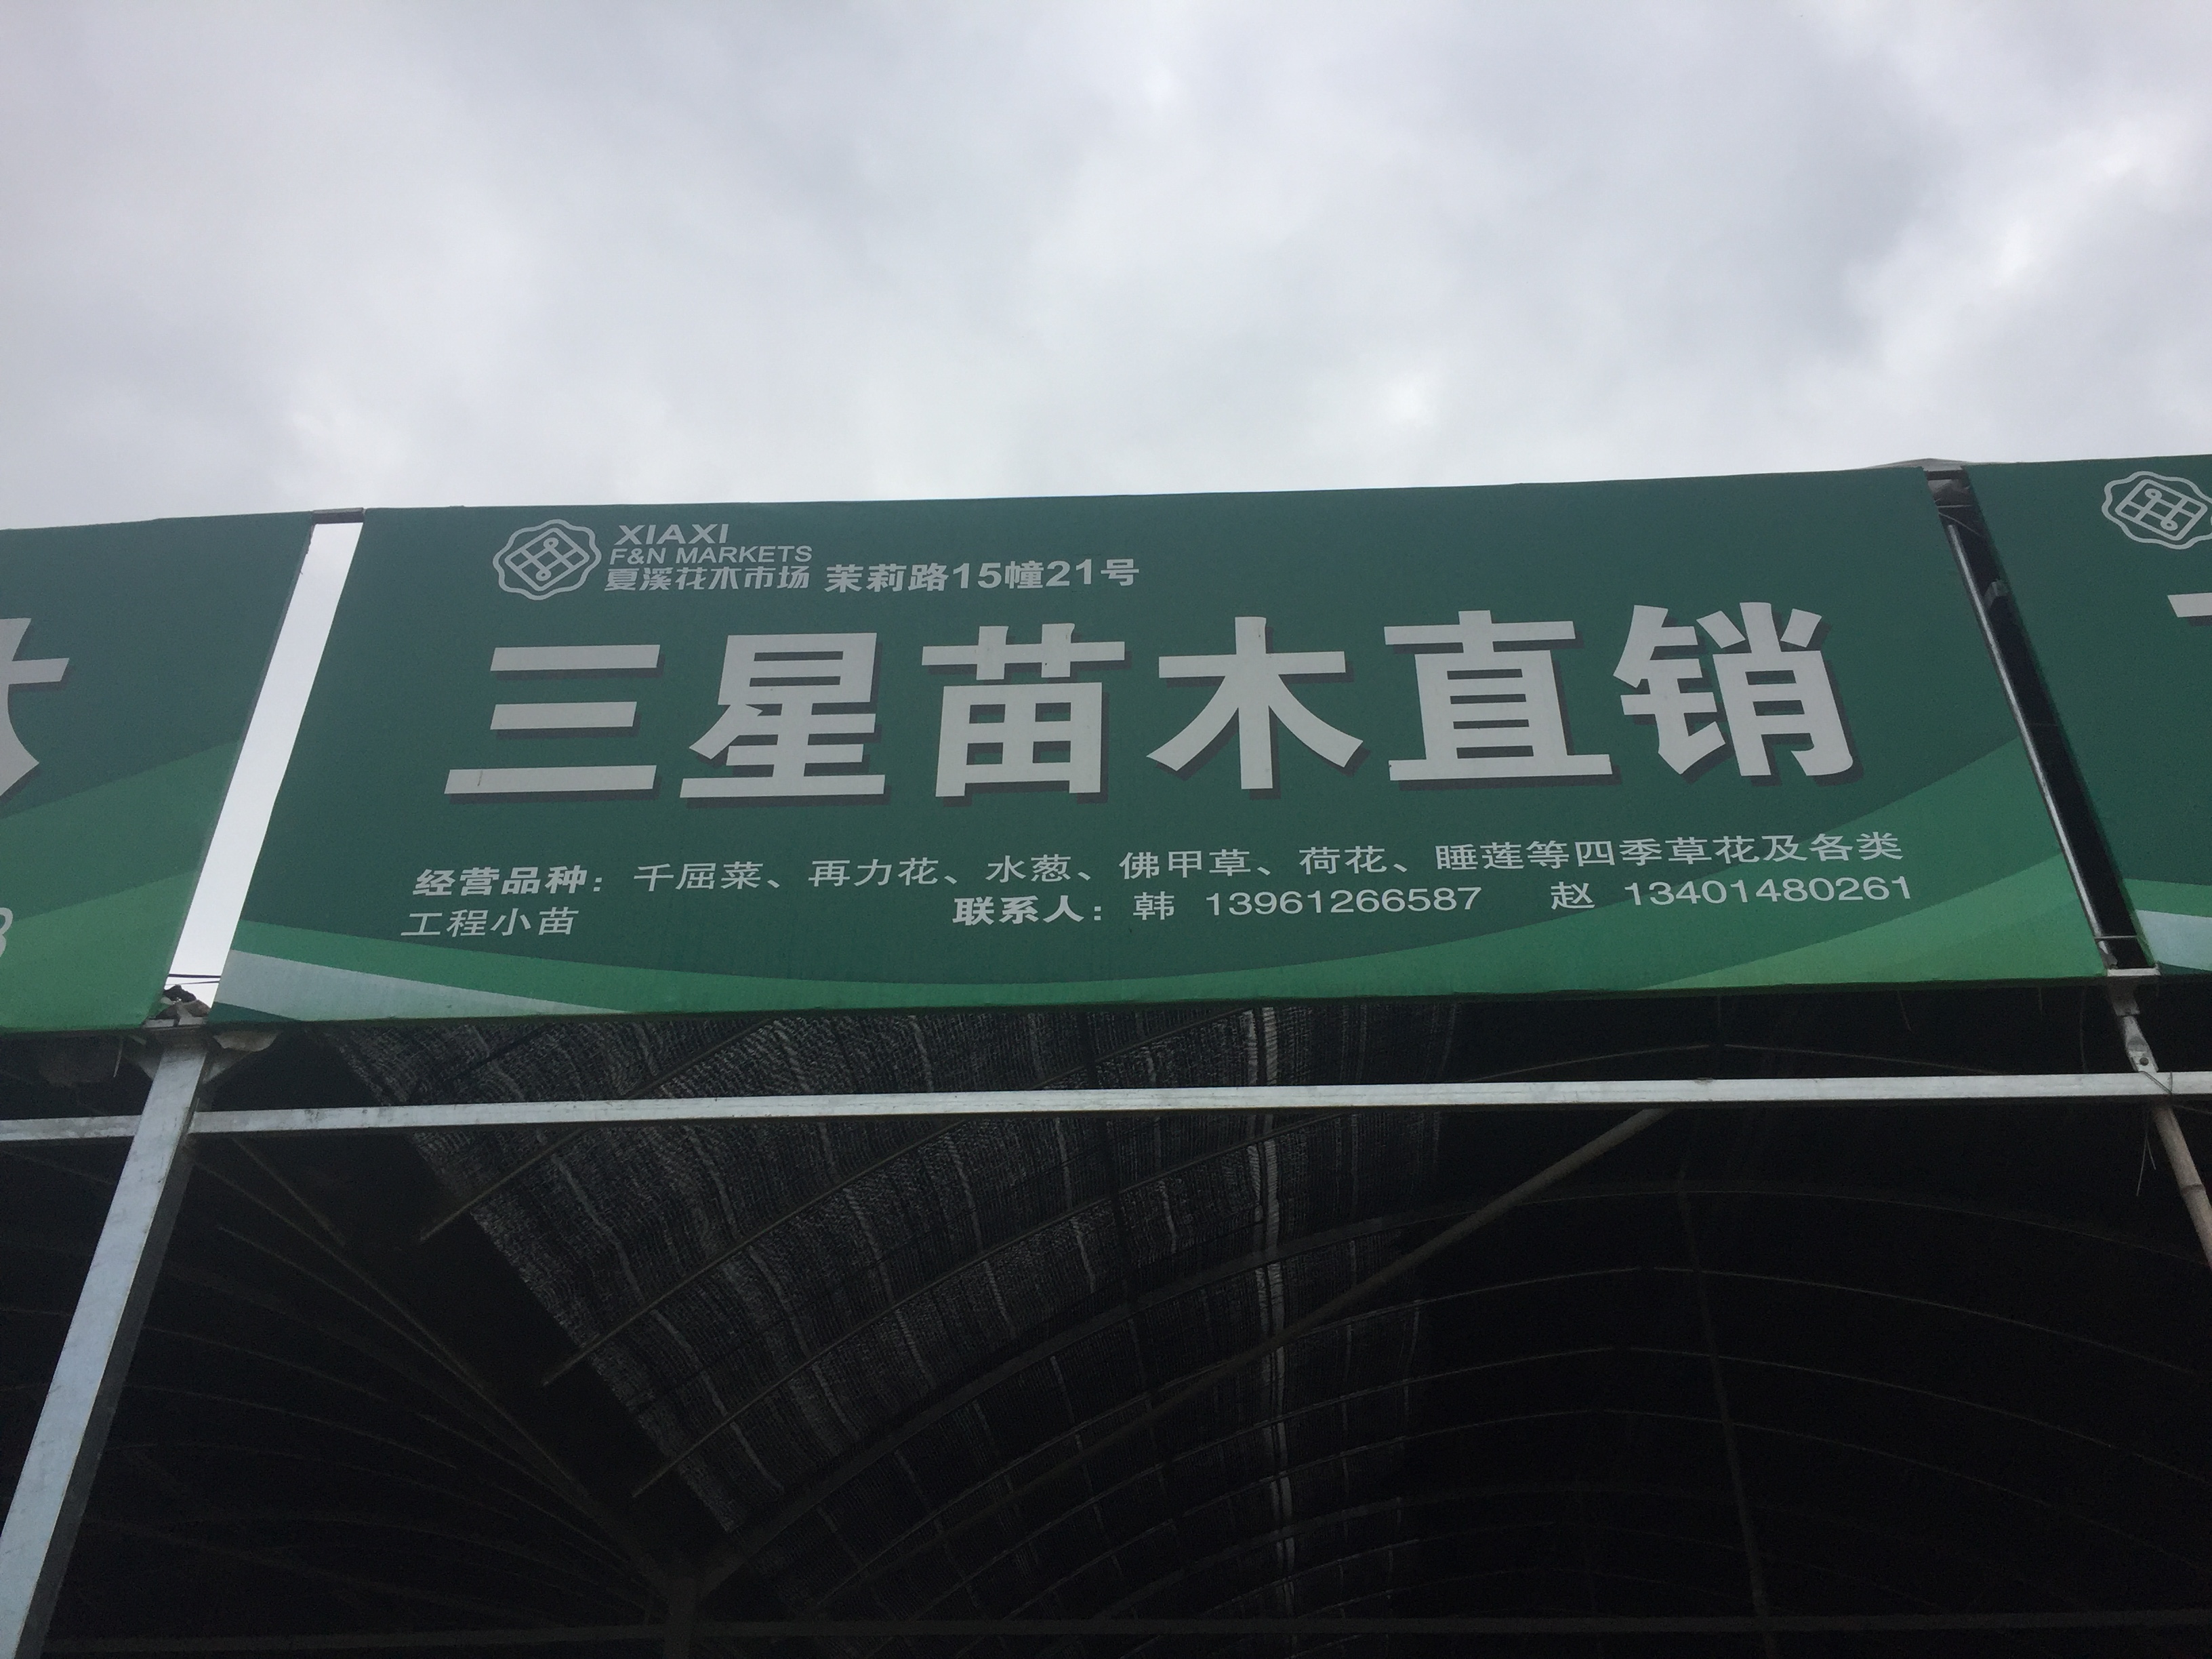 XIAXI
F&N MARKETS
夏溪花木市场 茉莉路15幢21号
三星苗木直销
经营品种：千屈菜、再力花、水葱、佛甲草、荷花、睡莲等四季草花及各类
工程小苗 联系人：韩 13961266587 赵 13401480261